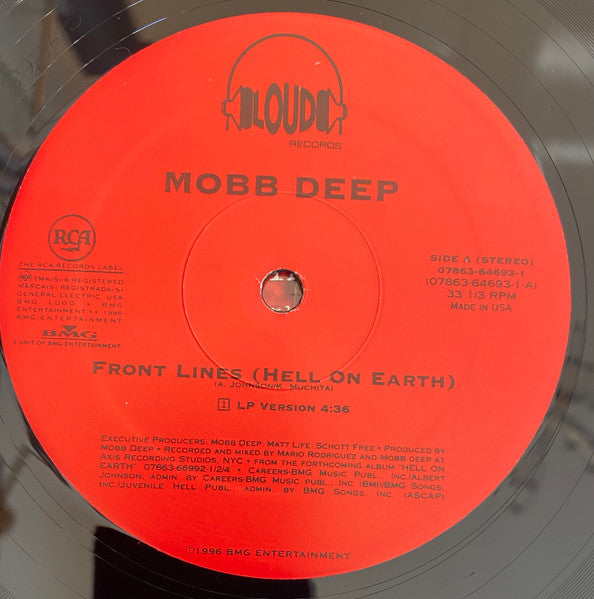 LOUD
RECORDS
MOBB DEEP
RCA
THE RCA RECORDS LABEL
TMK(S) ® REGISTERED
MARCA(S) REGISTRADA(S)
GENERAL ELECTRIC, USA
BMG LOGO ® BMG
ENTERTAINMENT • © 1996
BMG ENTERTAINMENT
BMG
A UNIT OF BMG ENTERTAINMENT
SIDE A (STEREO)
07863-64693-1
(07863-64693-1-A)
33 1/3 RPM
MADE IN USA
FRONT LINES (HELL ON EARTH)
(A. JOHNSON/K. MUCHITA)
1 LP VERSION 4:36
EXECUTIVE PRODUCERS: MOBB DEEP, MATT LIFE, SCHOTT FREE • PRODUCED BY
MOBB DEEP • RECORDED AND MIXED BY MARIO RODRIGUEZ AND MOBB DEEP AT
AXIS RECORDING STUDIOS, NYC • FROM THE FORTHCOMING ALBUM "HELL ON
EARTH" 07863-66992-1/2/4 • CAREERS-BMG MUSIC PUBL., INC/ALBERT
JOHNSON, ADMIN. BY CAREERS-BMG MUSIC PUBL., INC (BMI)/BMG SONGS,
INC./JUVENILE HELL PUBL., ADMIN. BY BMG SONGS, INC. (ASCAP)
℗1996 BMG ENTERTAINMENT